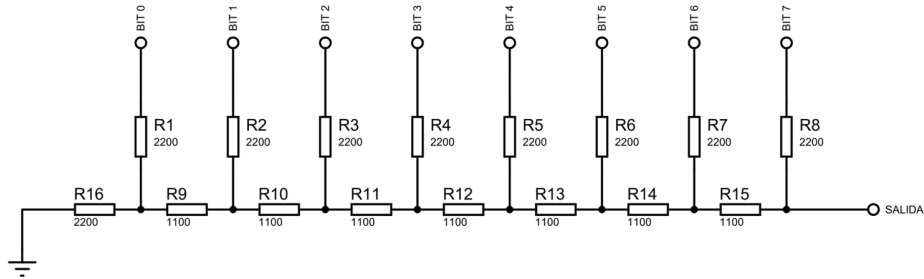 BIT 0
BIT 1
BIT 2
BIT 3
BIT 4
BIT 5
BIT 6
BIT 7
R1
2200
R2
2200
R3
2200
R4
2200
R5
2200
R6
2200
R7
2200
R8
2200
R16
2200
R9
1100
R10
1100
R11
1100
R12
1100
R13
1100
R14
1100
R15
1100
SALIDA